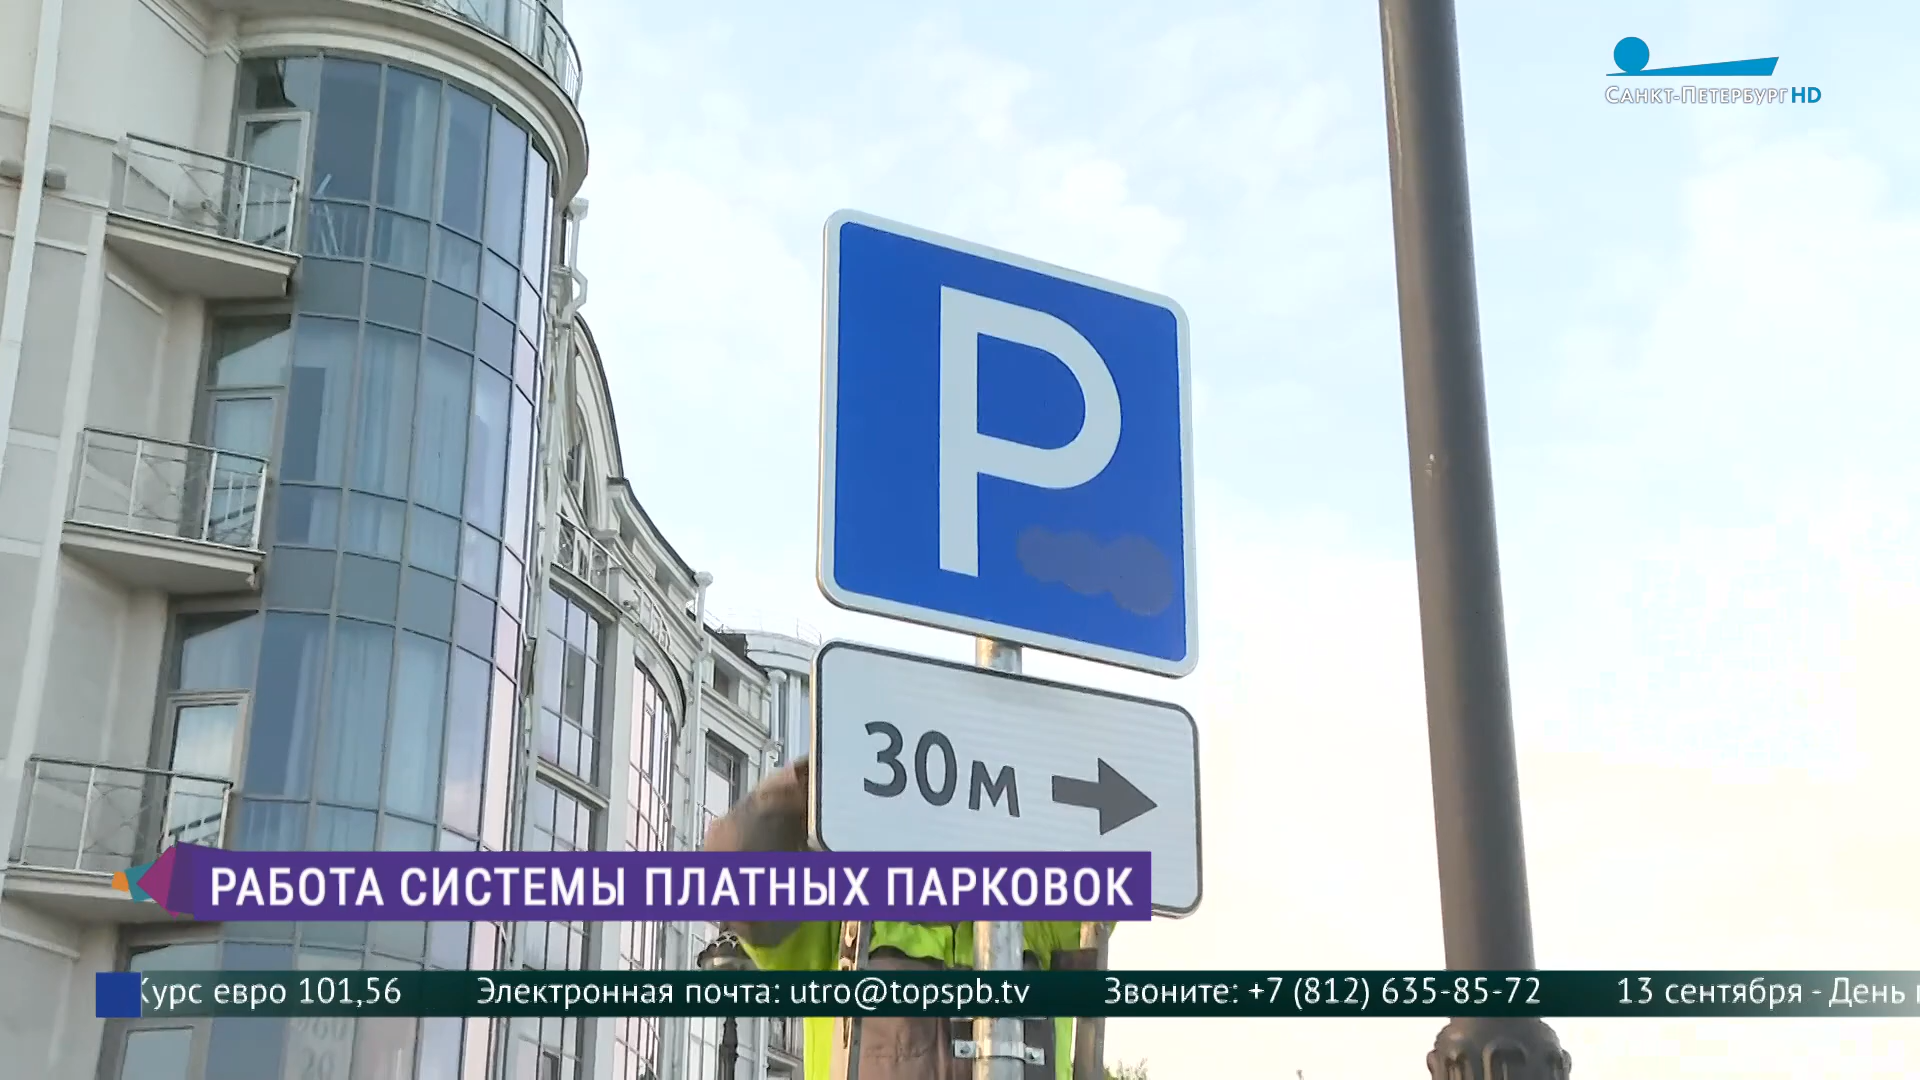 САНКТ-ПЕТЕРБУРГ HD
P
30м
РАБОТА СИСТЕМЫ ПЛАТНЫХ ПАРКОВОК
Курс евро 101,56 Электронная почта: utro@topspb.tv Звоните: +7 (812) 635-85-72 13 сентября - День